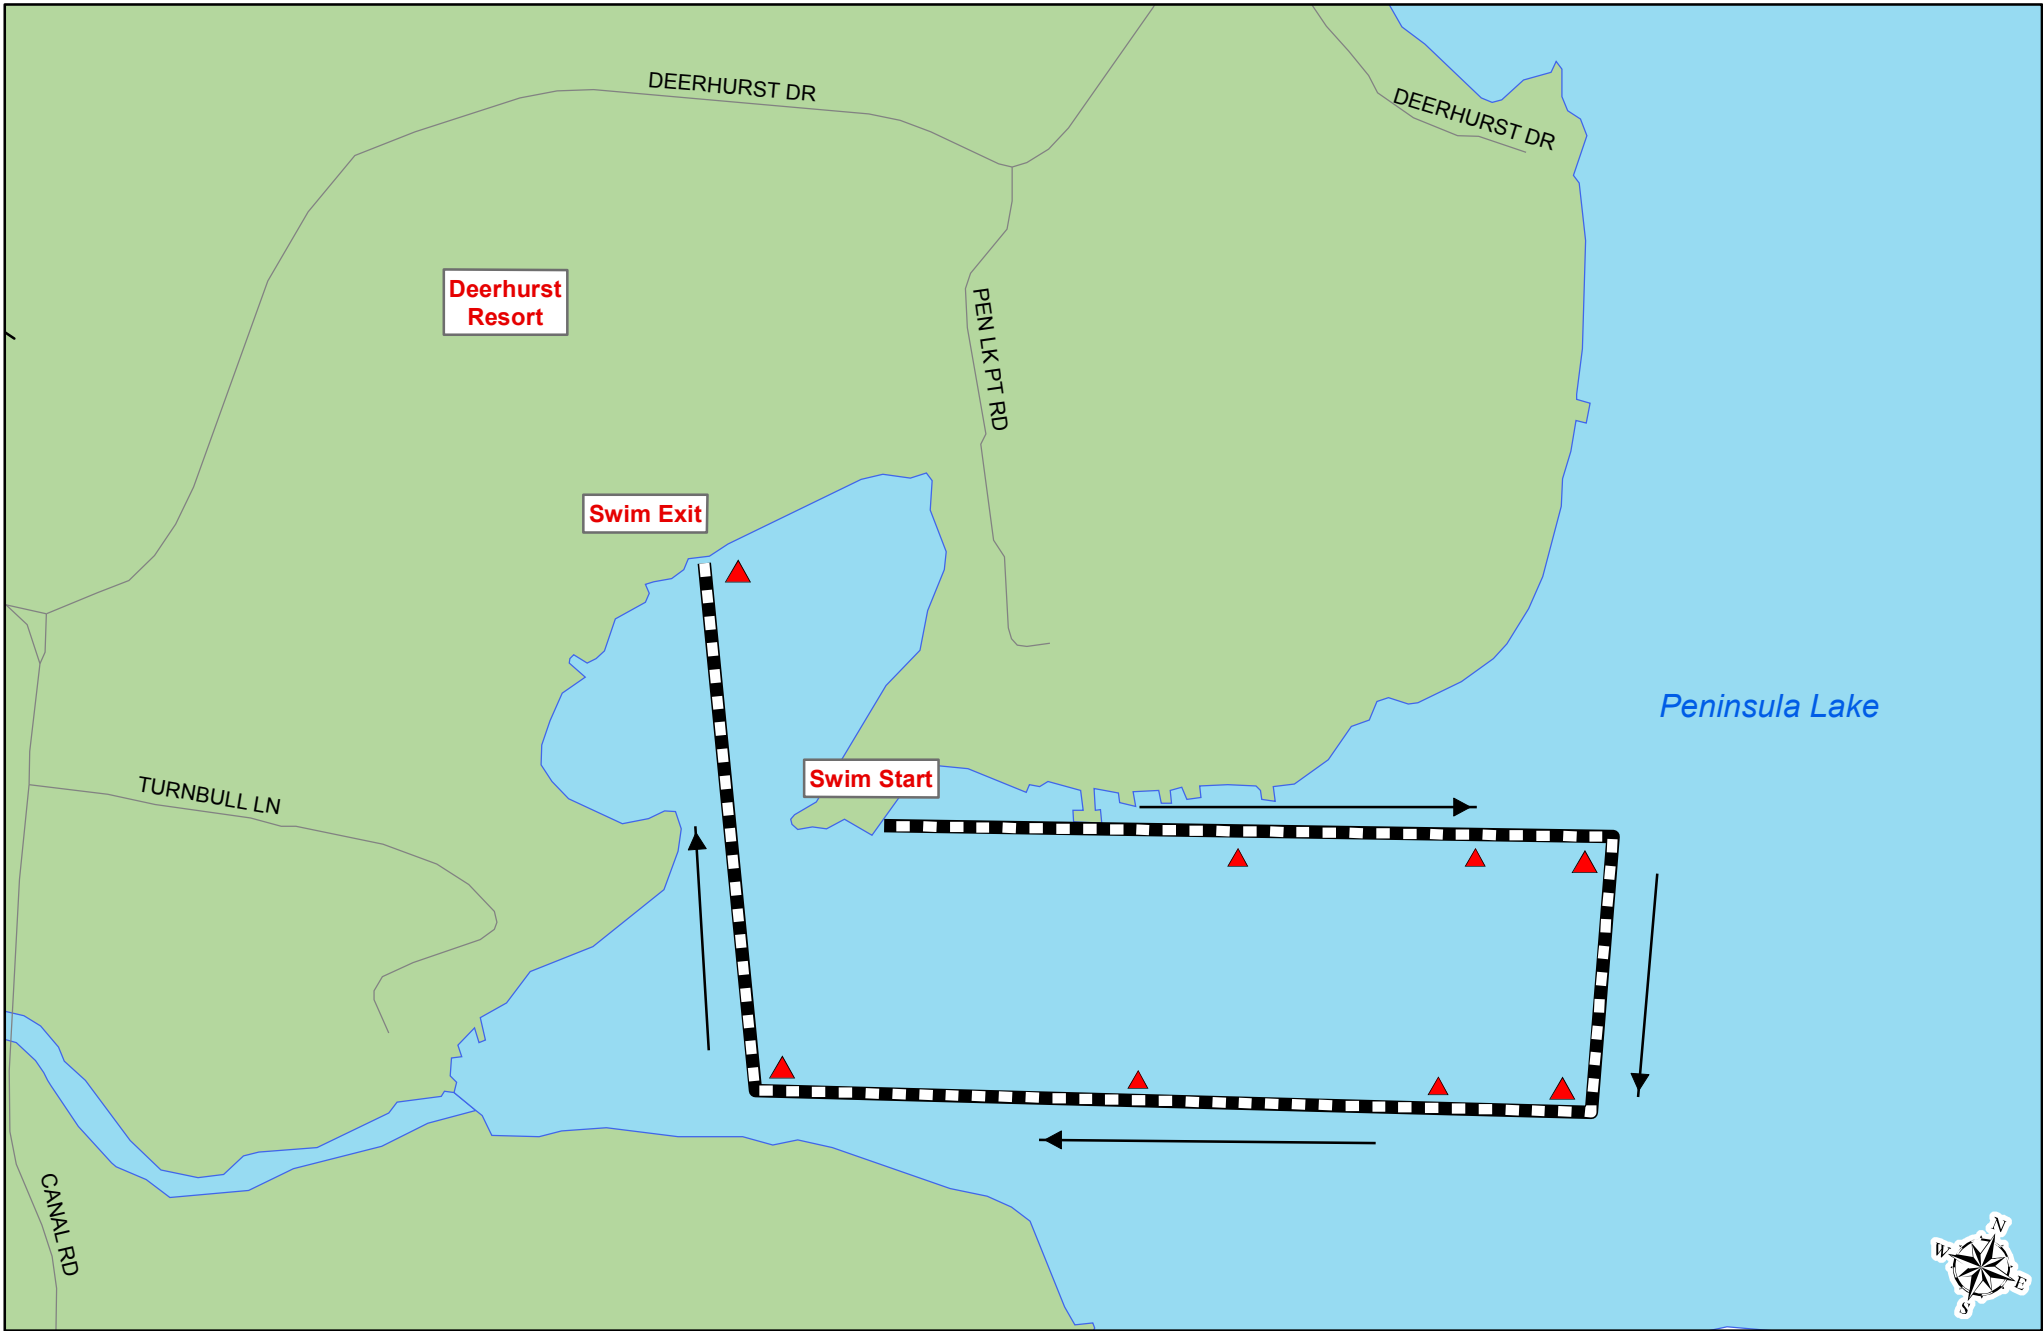 DEERHURST DR
DEERHURST DR
Deerhurst
Resort
PEN LK PT RD
Swim Exit
Peninsula Lake
Swim Start
TURNBULL LN
CANAL RD
N
W
E
S